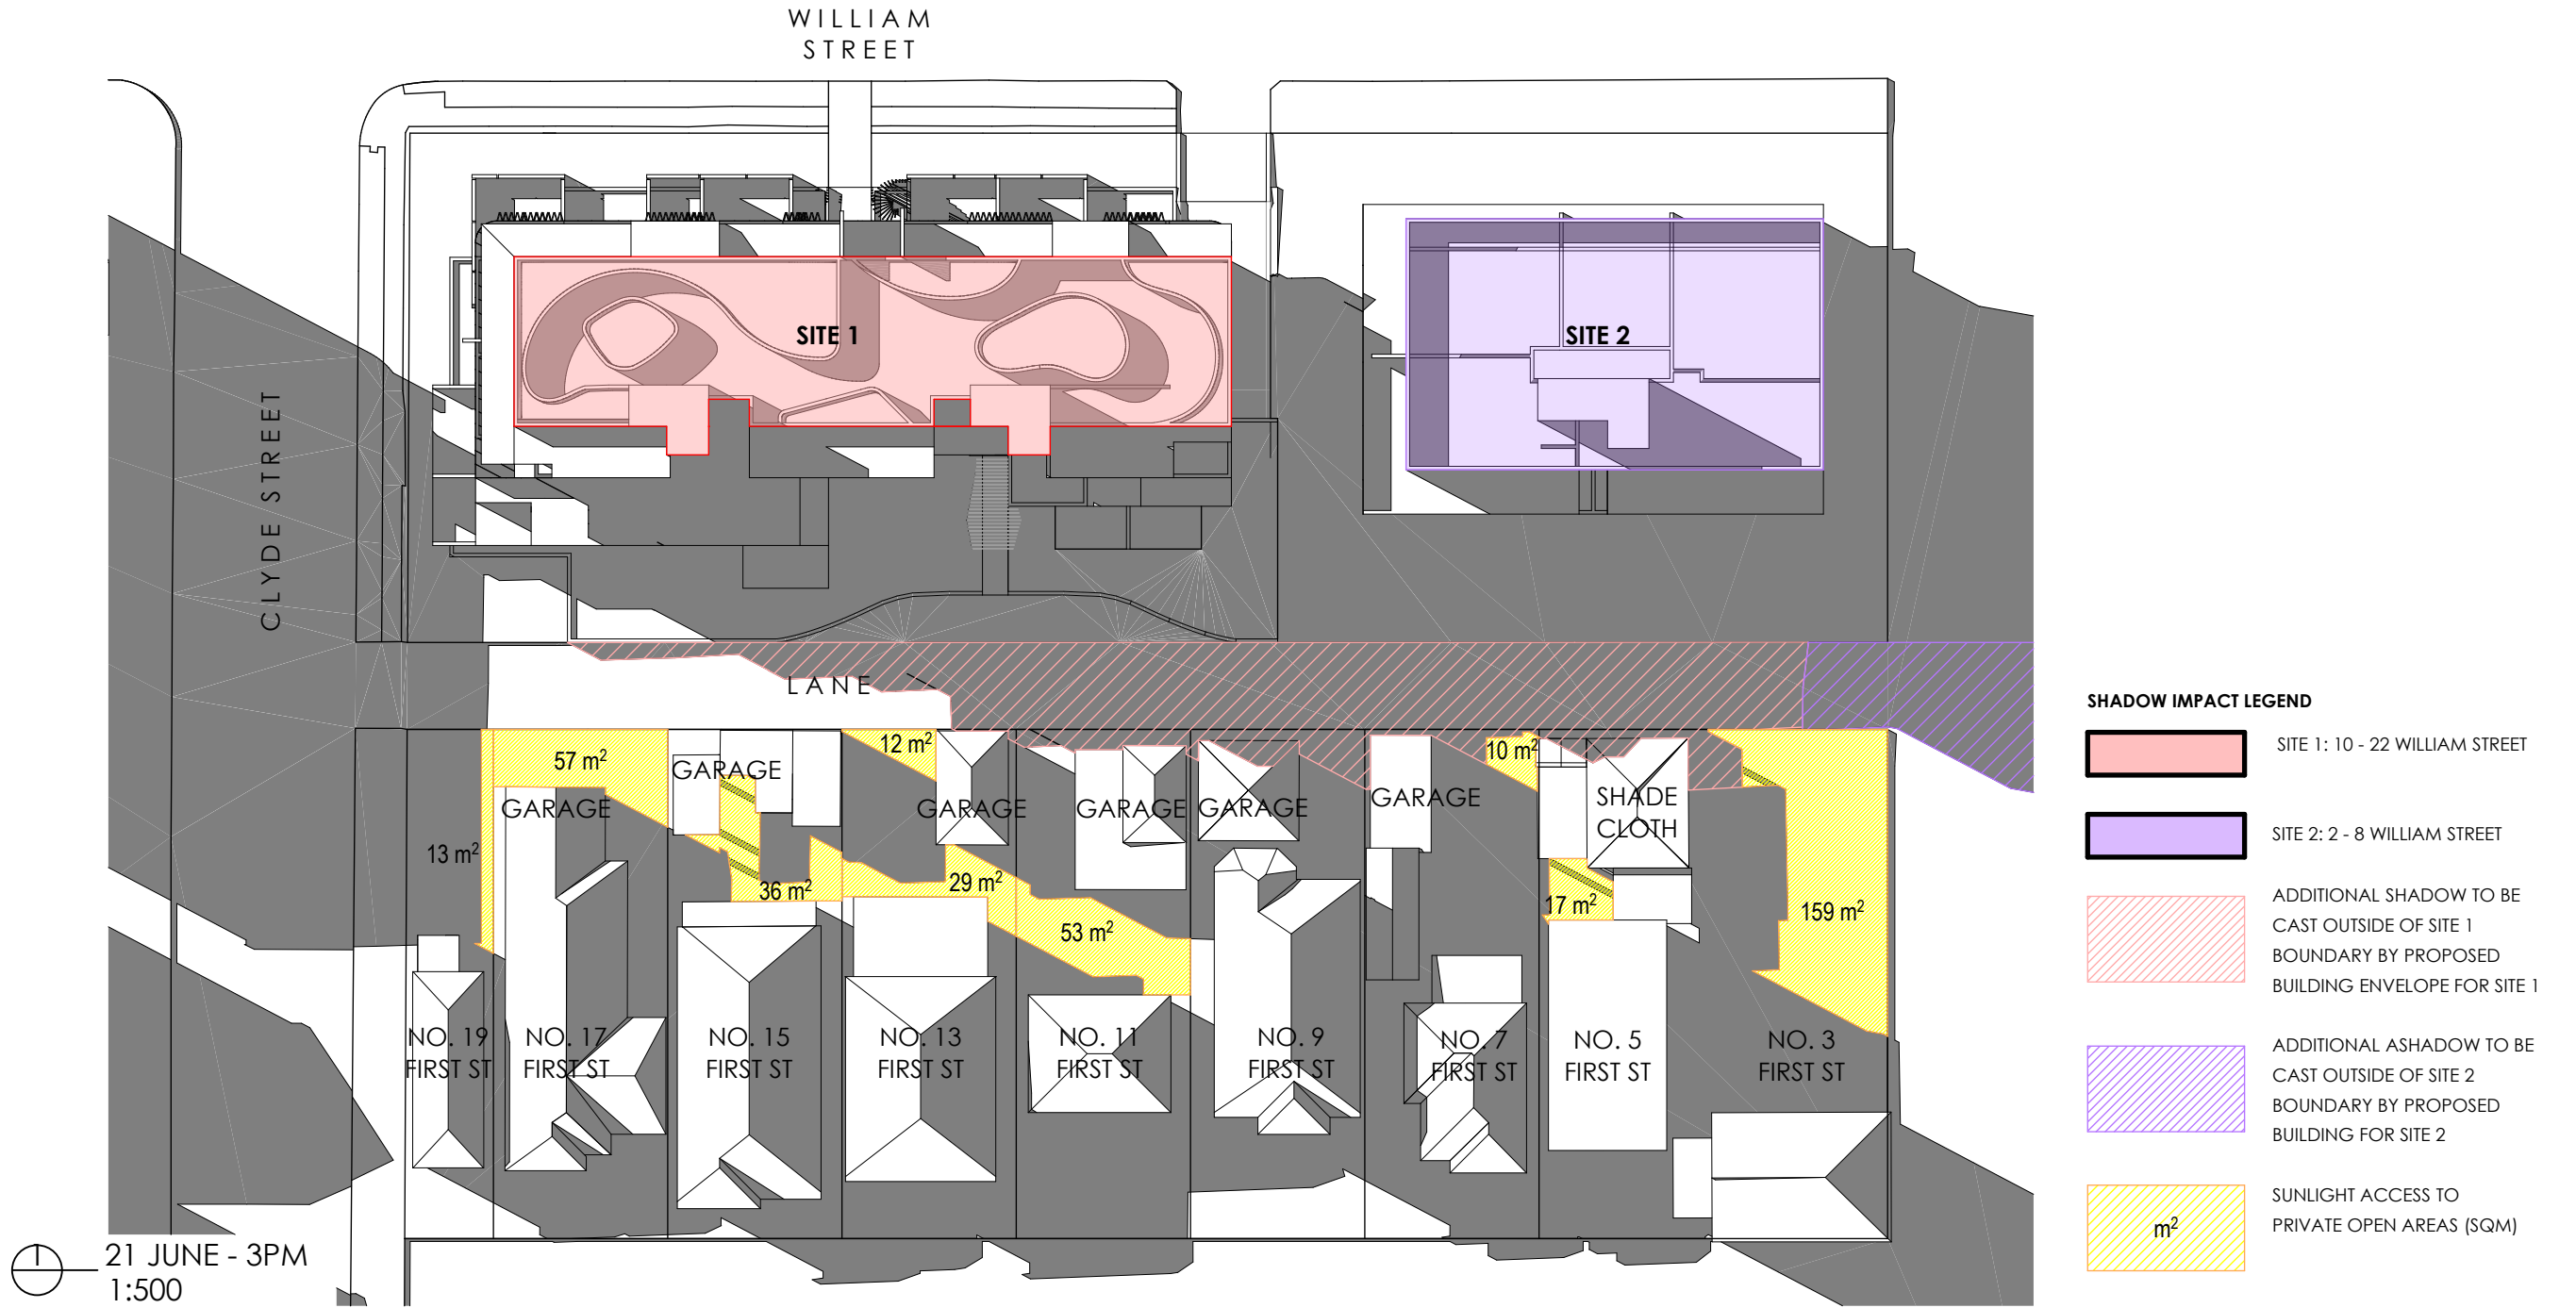 WILLIAM
STREET
SITE 1
SITE 2
CLYDE STREET
LANE
57 m²
GARAGE
GARAGE
12 m²
GARAGE
GARAGE
GARAGE
GARAGE
10 m²
SHADE
CLOTH
13 m²
36 m²
29 m²
53 m²
17 m²
159 m²
NO. 19
FIRST ST
NO. 17
FIRST ST
NO. 15
FIRST ST
NO. 13
FIRST ST
NO. 11
FIRST ST
NO. 9
FIRST ST
NO. 7
FIRST ST
NO. 5
FIRST ST
NO. 3
FIRST ST
1
21 JUNE - 3PM
1:500
SHADOW IMPACT LEGEND
SITE 1: 10 - 22 WILLIAM STREET
SITE 2: 2 - 8 WILLIAM STREET
ADDITIONAL SHADOW TO BE
CAST OUTSIDE OF SITE 1
BOUNDARY BY PROPOSED
BUILDING ENVELOPE FOR SITE 1
ADDITIONAL ASHADOW TO BE
CAST OUTSIDE OF SITE 2
BOUNDARY BY PROPOSED
BUILDING FOR SITE 2
m²
SUNLIGHT ACCESS TO
PRIVATE OPEN AREAS (SQM)